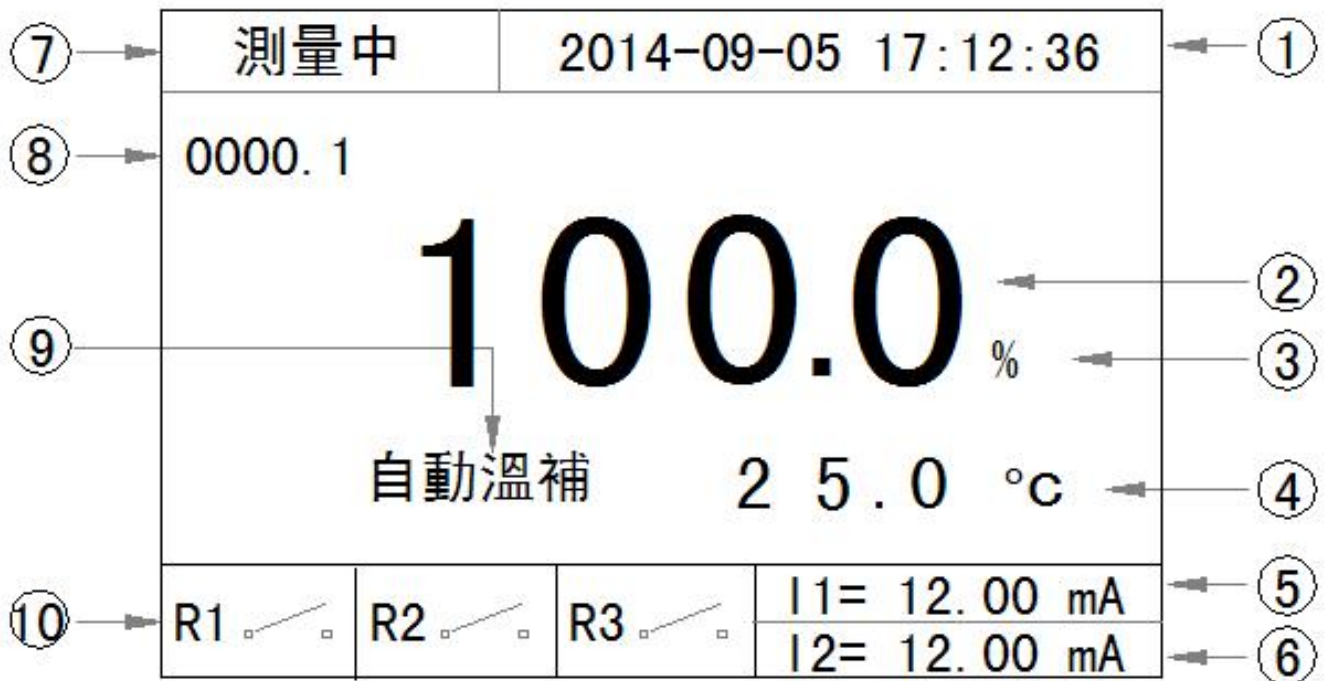 ⑦ 測量中 2014-09-05 17:12:36 ①
⑧ 0000.1
100.0 ②
⑨ % ③
自動溫補 25.0 °C ④
I1= 12.00 mA ⑤
⑩ R1 R2 R3
I2= 12.00 mA ⑥